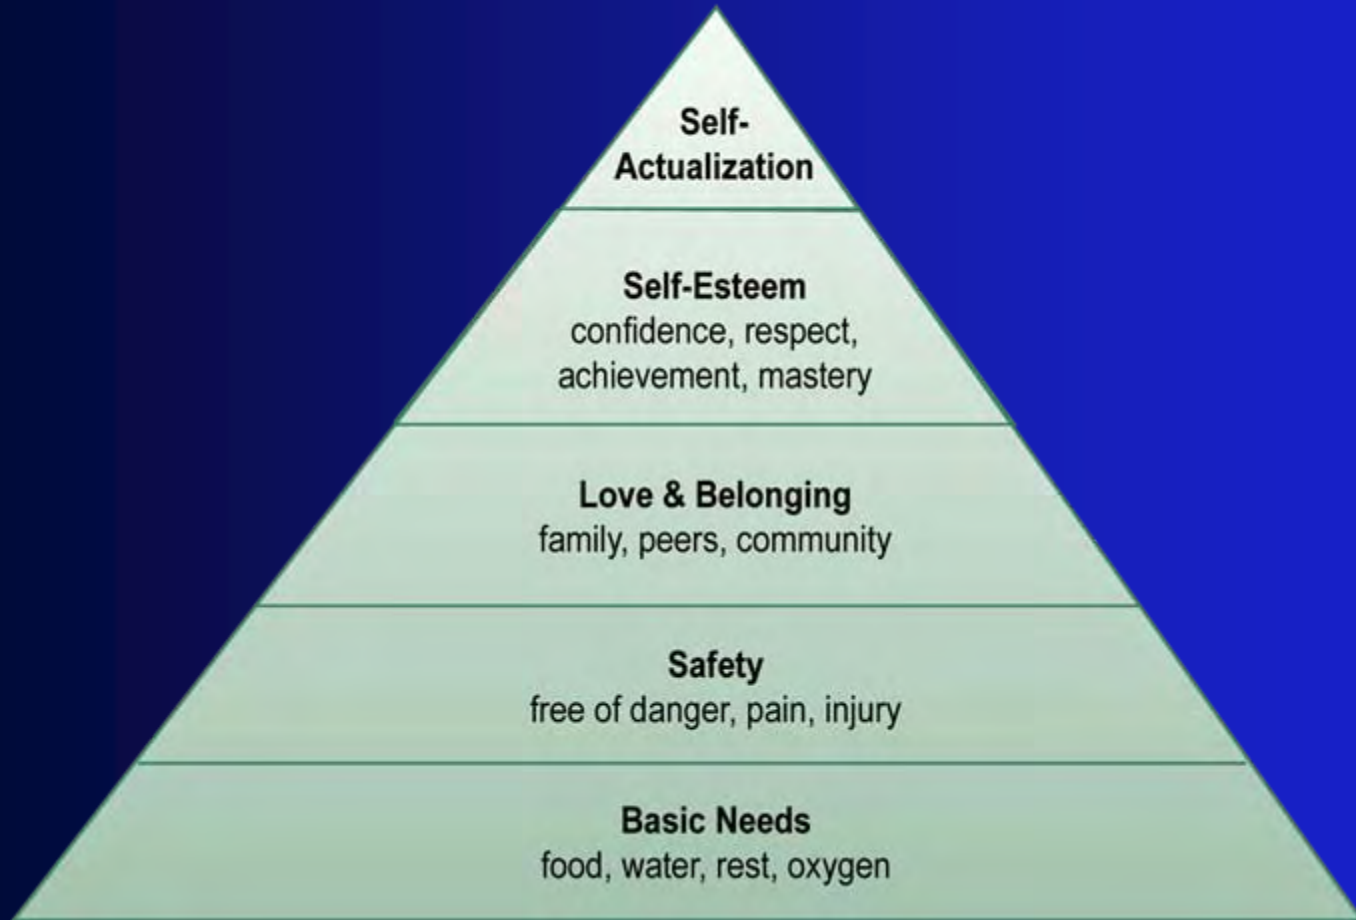 Self-
Actualization
Self-Esteem
confidence, respect,
achievement, mastery
Love & Belonging
family, peers, community
Safety
free of danger, pain, injury
Basic Needs
food, water, rest, oxygen